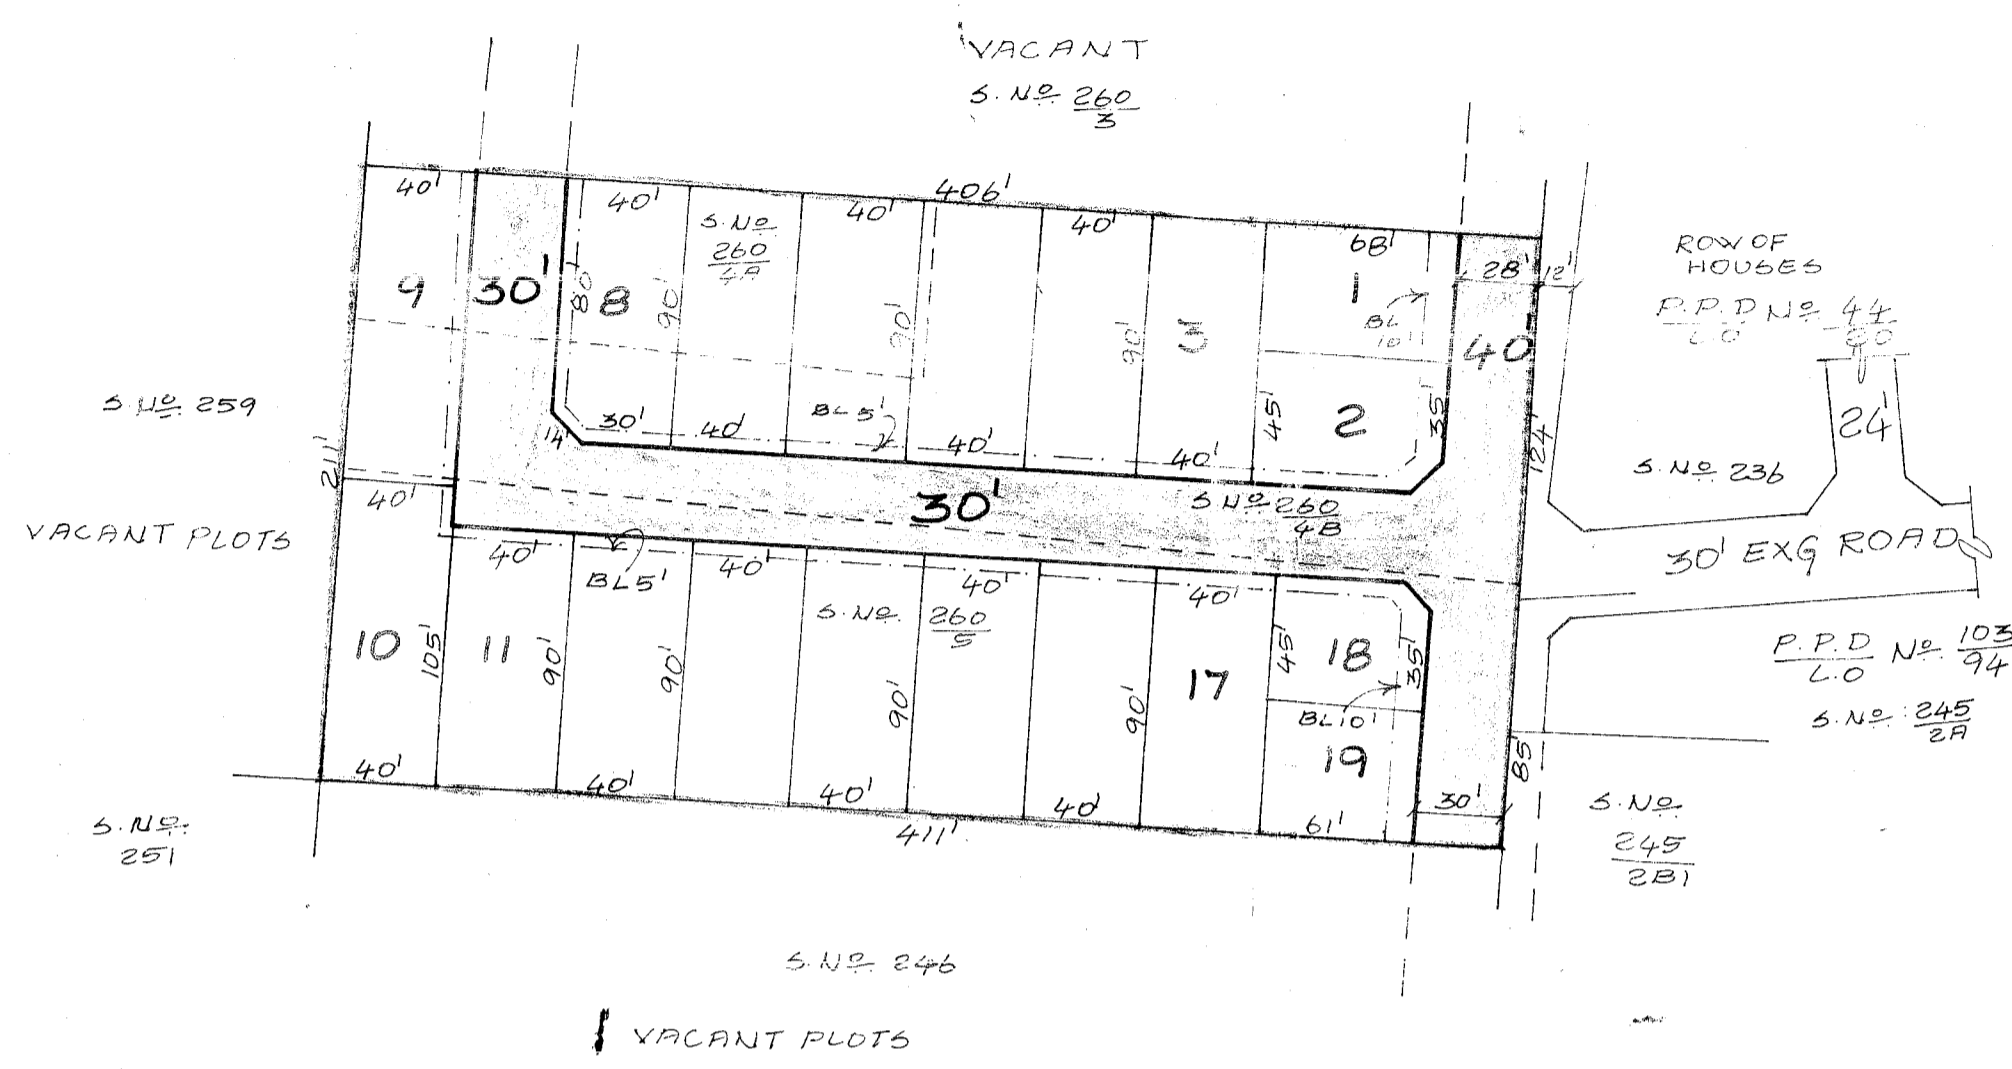 VACANT
S. No 260/3
40'
40'
406'
40'
40'
68'
S. No
260/4A
9
30'
80'
8
90'
90'
90'
3
1
BL
10'
28'
12'
40'
ROW OF
HOUSES
P.P.D/L.O No 44/80
24'
S. No 259
211'
14'
30'
40'
BL 5'
40'
40'
45'
2
35'
124'
S. No 236
40'
30'
S No 260/4B
VACANT PLOTS
30' EXG ROAD
40'
BL 5'
40'
40'
40'
S. No. 260/5
10
105'
11
90'
90'
90'
90'
17
45'
18
35'
BL 10'
19
P.P.D/L.O No. 103/94
S. No: 245/2A
85'
40'
40'
40'
40'
61'
30'
411'
S. No.
251
S. No.
245/2B1
S. No. 246
VACANT PLOTS